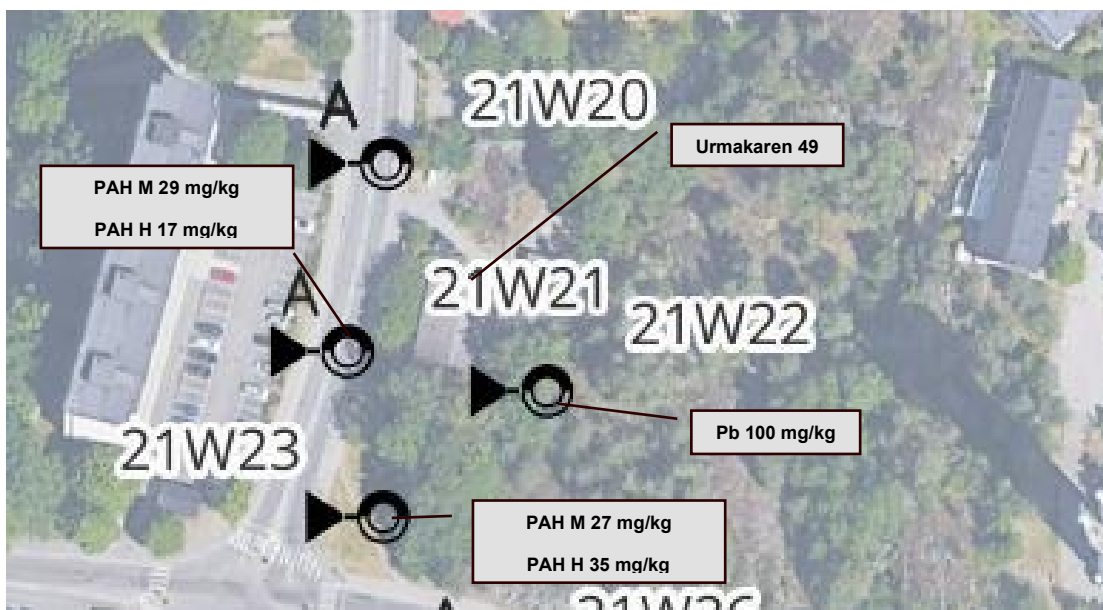 A
21W20
Urmakaren 49
PAH M 29 mg/kg
PAH H 17 mg/kg
A
21W21
21W22
Pb 100 mg/kg
21W23
PAH M 27 mg/kg
PAH H 35 mg/kg